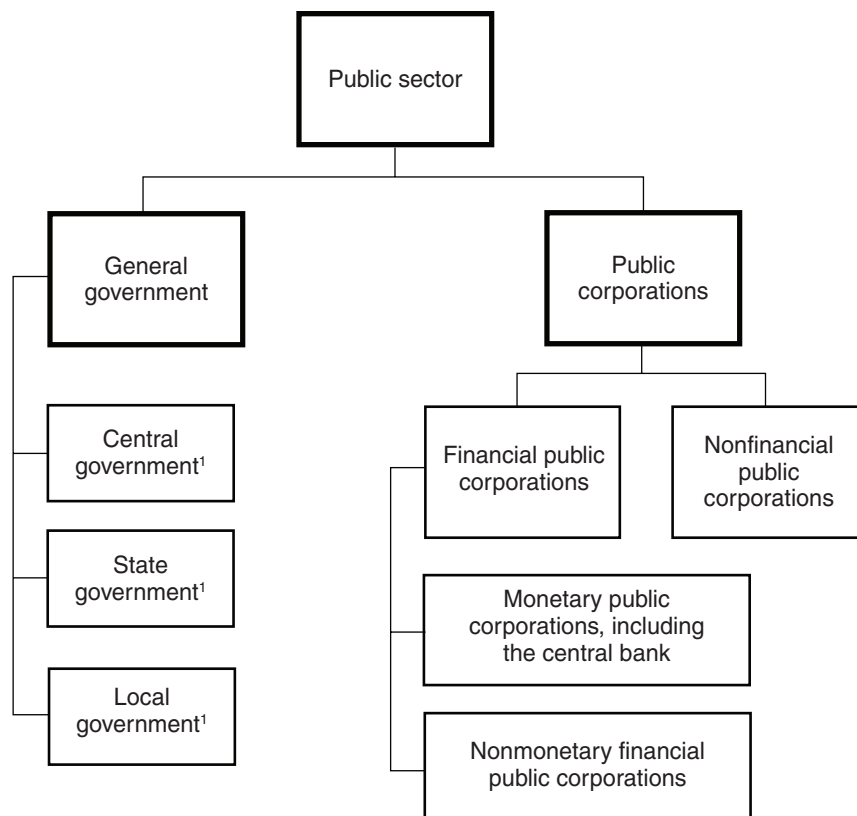 Public sector
General
government
Public
corporations
Central
government¹
State
government¹
Local
government¹
Financial public
corporations
Nonfinancial
public
corporations
Monetary public
corporations, including
the central bank
Nonmonetary financial
public corporations